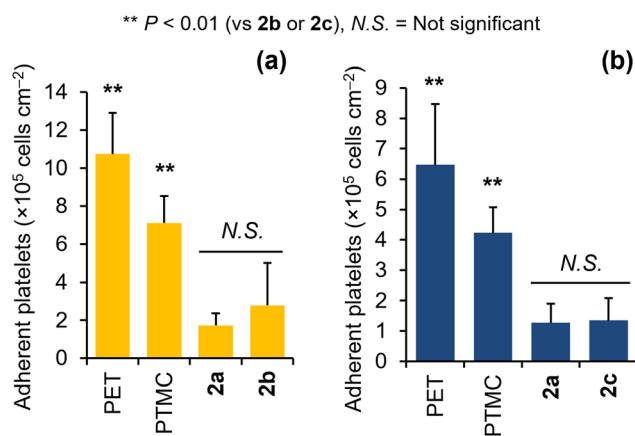 ** P < 0.01 (vs 2b or 2c), N.S. = Not significant
(a)
Adherent platelets (×10⁵ cells cm⁻²)
14
12
10
8
6
4
2
0
**
**
N.S.
PET
PTMC
2a
2b
(b)
Adherent platelets (×10⁵ cells cm⁻²)
9
8
7
6
5
4
3
2
1
0
**
**
N.S.
PET
PTMC
2a
2c